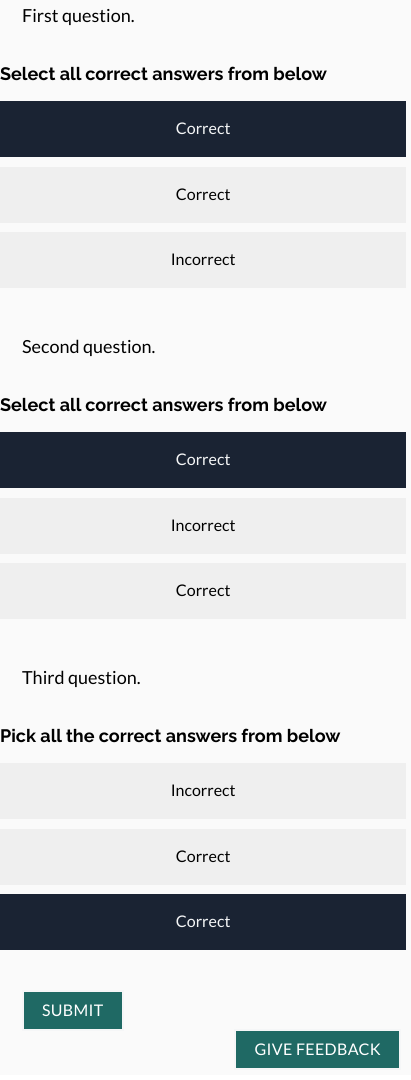 First question.
Select all correct answers from below
Correct
Correct
Incorrect
Second question.
Select all correct answers from below
Correct
Incorrect
Correct
Third question.
Pick all the correct answers from below
Incorrect
Correct
Correct
SUBMIT
GIVE FEEDBACK